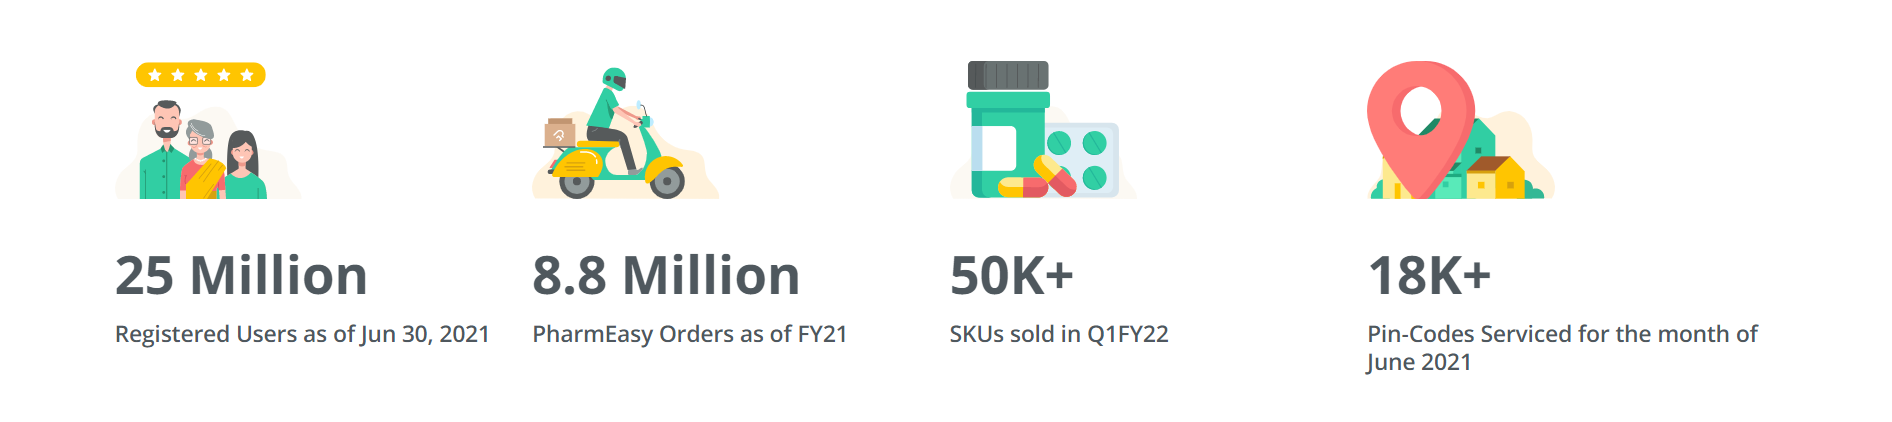 25 Million
Registered Users as of Jun 30, 2021
8.8 Million
PharmEasy Orders as of FY21
50K+
SKUs sold in Q1FY22
18K+
Pin-Codes Serviced for the month of
June 2021